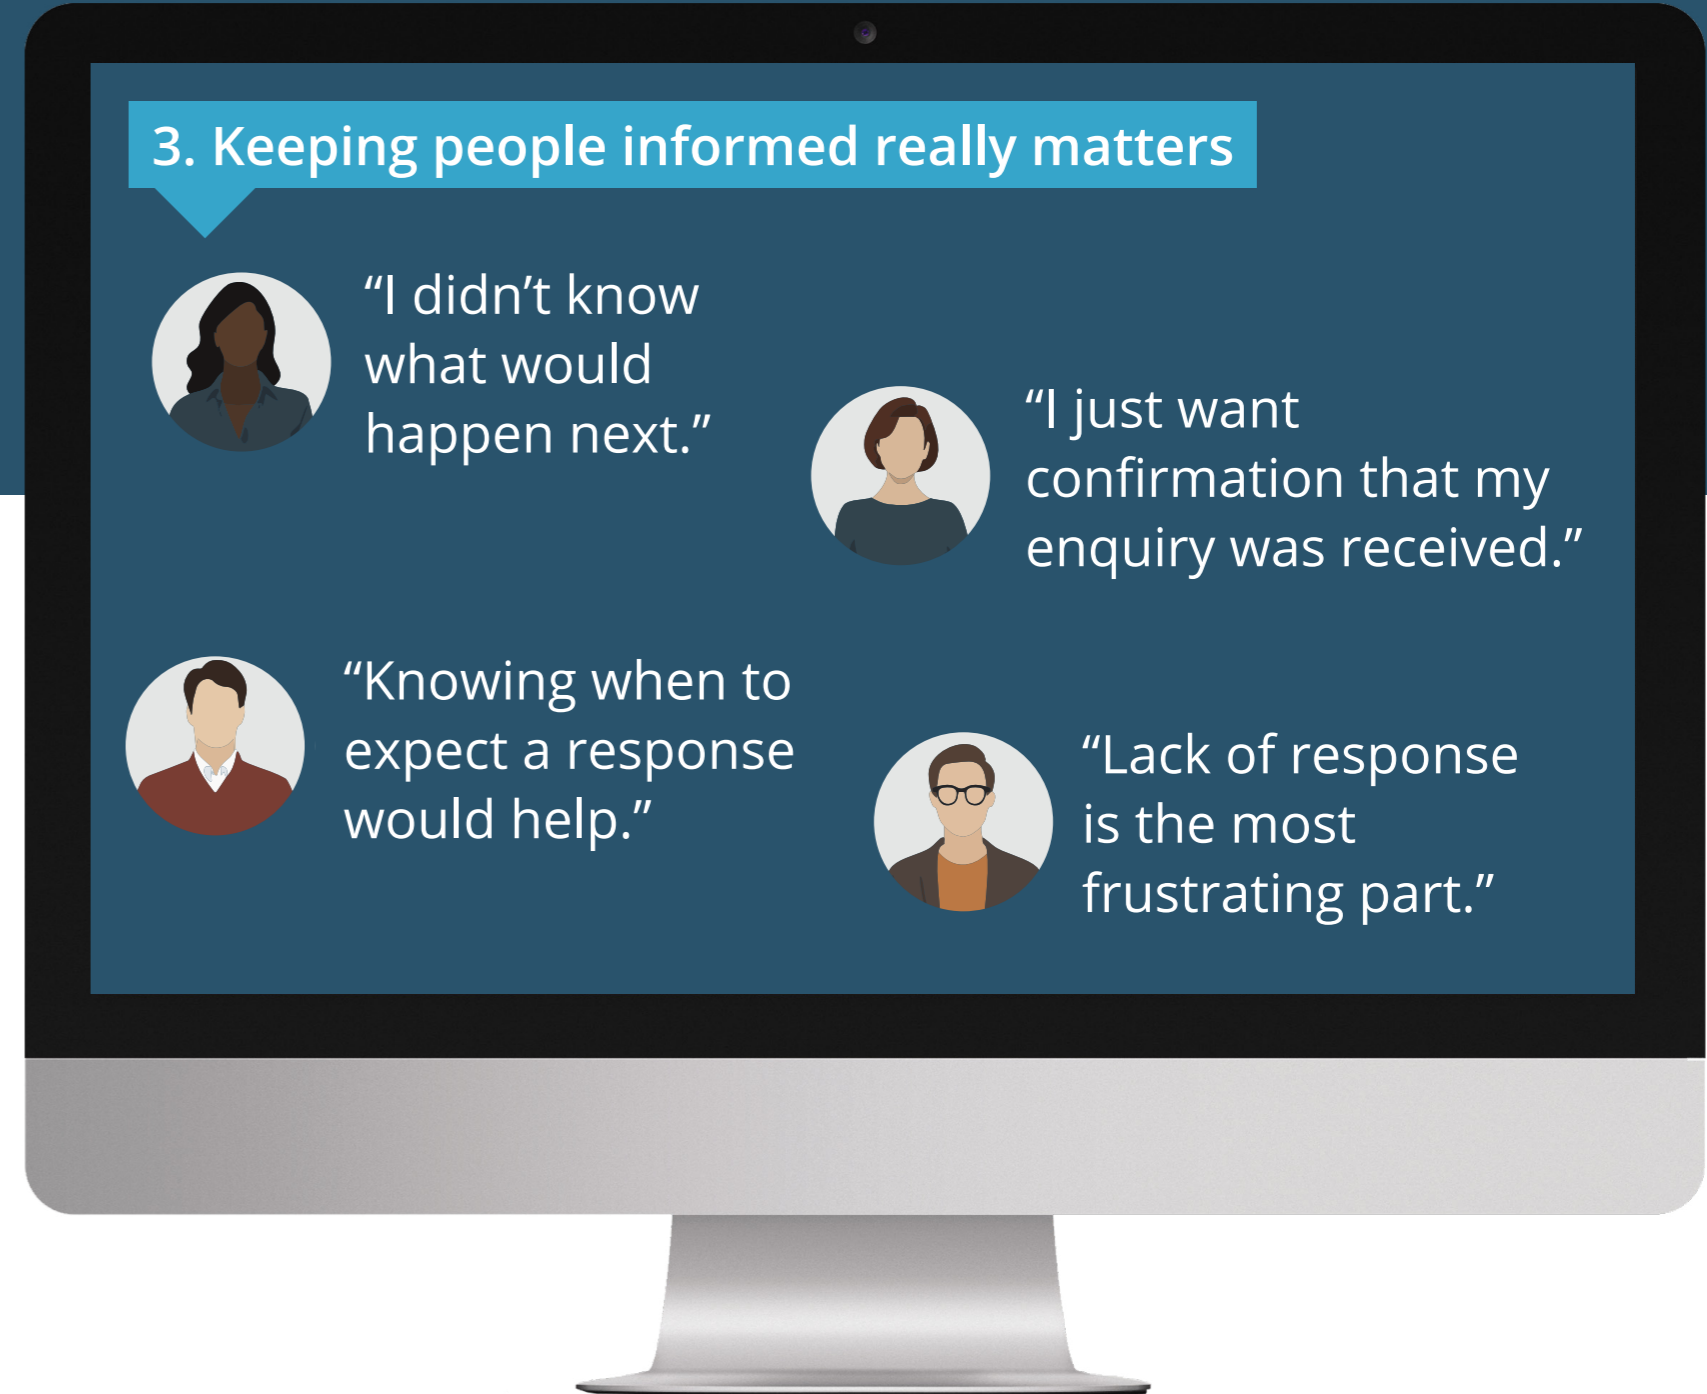 3. Keeping people informed really matters
“I didn’t know
what would
happen next.”
“I just want
confirmation that my
enquiry was received.”
“Knowing when to
expect a response
would help.”
“Lack of response
is the most
frustrating part.”